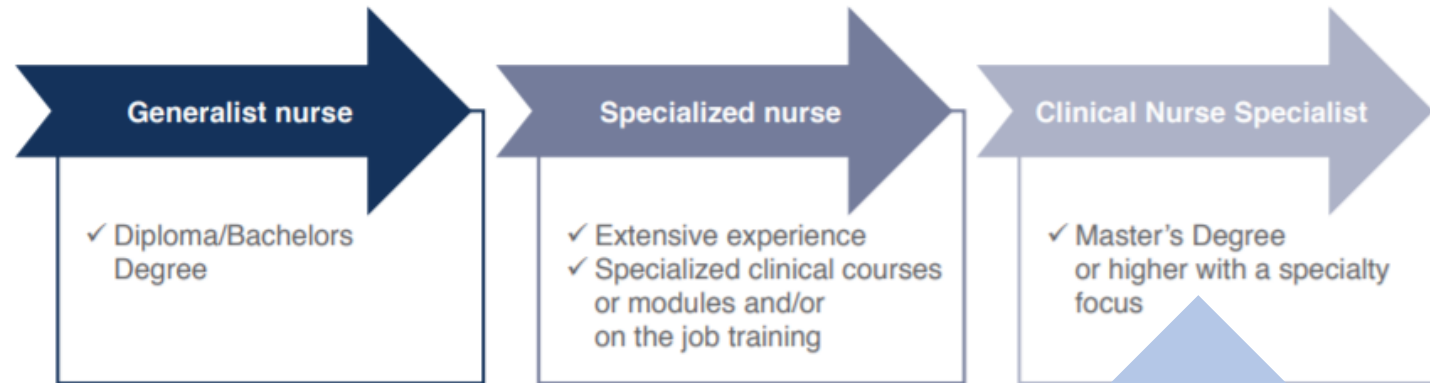 Generalist nurse
Specialized nurse
Clinical Nurse Specialist
✓ Diploma/Bachelors
Degree
✓ Extensive experience
✓ Specialized clinical courses
or modules and/or
on the job training
✓ Master's Degree
or higher with a specialty
focus